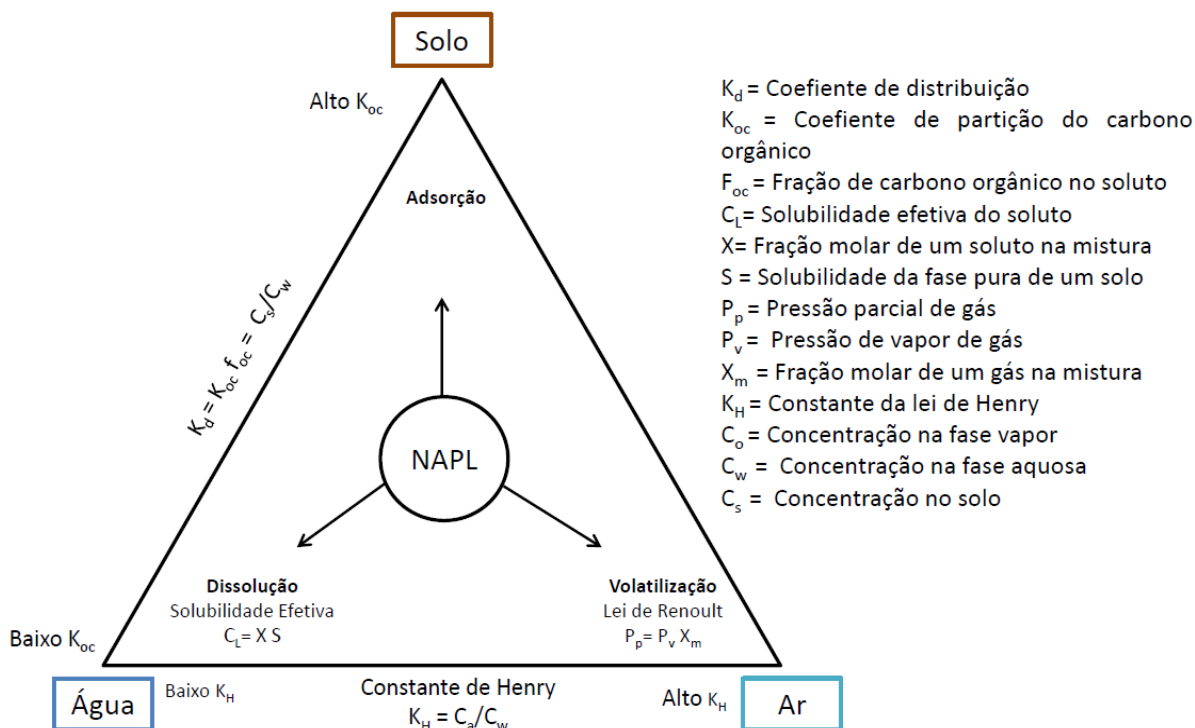 Solo
Alto Koc
Adsorção
Kd = Koc foc = Cs/Cw
NAPL
Dissolução
Solubilidade Efetiva
CL= X S
Volatilização
Lei de Renoult
Pp= Pv Xm
Baixo Koc
Água
Baixo KH
Constante de Henry
KH = Ca/Cw
Alto KH
Ar
Kd = Coefiente de distribuição
Koc = Coefiente de partição do carbono
orgânico
Foc = Fração de carbono orgânico no soluto
CL= Solubilidade efetiva do soluto
X= Fração molar de um soluto na mistura
S = Solubilidade da fase pura de um solo
Pp = Pressão parcial de gás
Pv = Pressão de vapor de gás
Xm = Fração molar de um gás na mistura
KH = Constante da lei de Henry
Co = Concentração na fase vapor
Cw = Concentração na fase aquosa
Cs = Concentração no solo